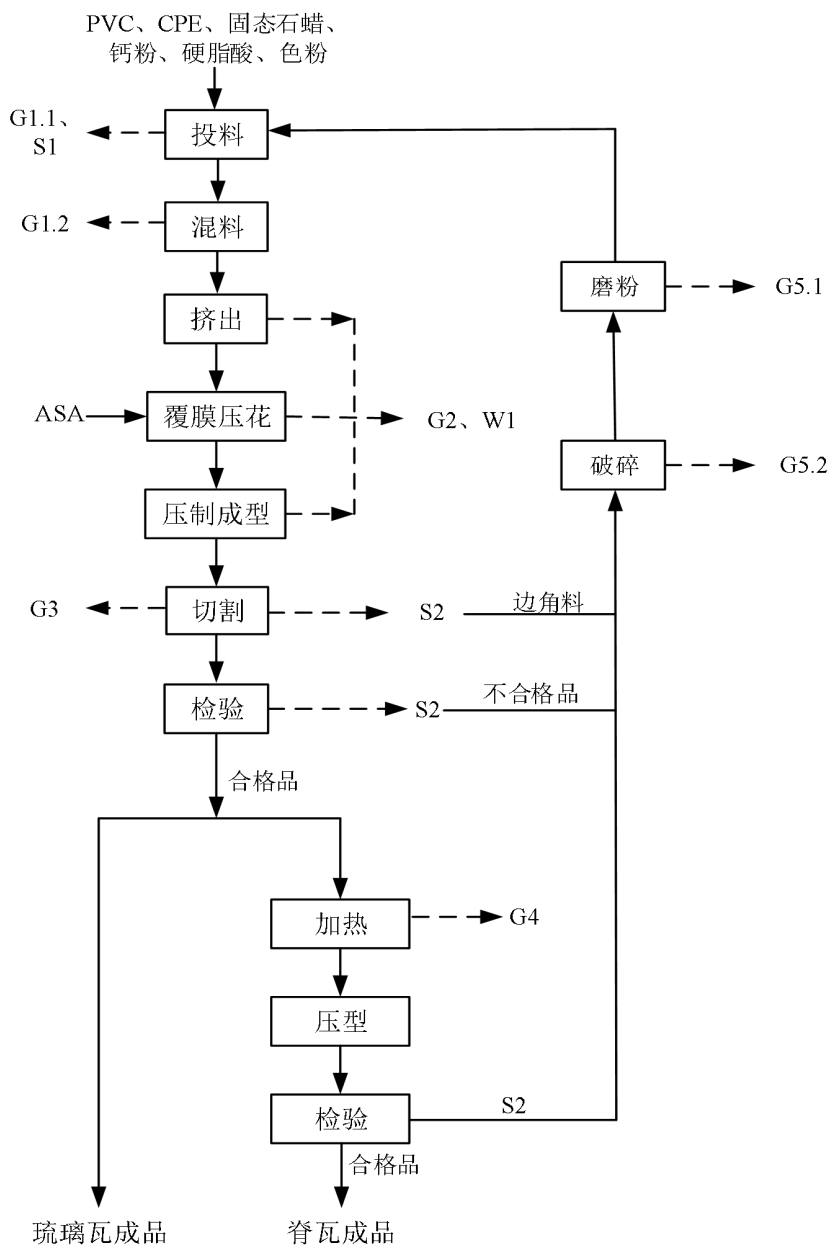 PVC、CPE、固态石蜡、
钙粉、硬脂酸、色粉
G1.1、
S1
投料
G1.2
混料
磨粉
G5.1
挤出
ASA
覆膜压花
G2、W1
破碎
G5.2
压制成型
G3
切割
S2
边角料
检验
S2
不合格品
合格品
加热
G4
压型
检验
S2
合格品
琉璃瓦成品
脊瓦成品